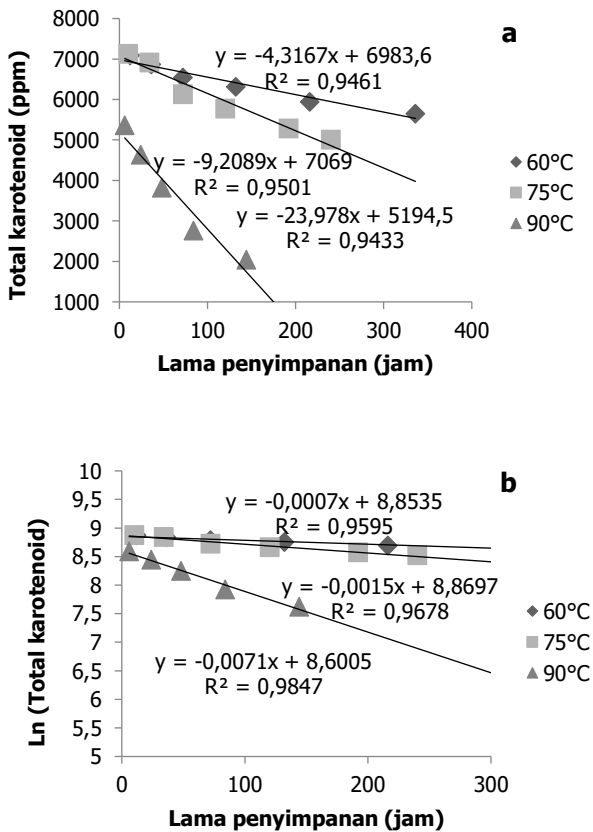 a
8000
7000
6000
5000
4000
3000
2000
1000
Total karotenoid (ppm)
y = -4,3167x + 6983,6
R² = 0,9461
y = -9,2089x + 7069
R² = 0,9501
y = -23,978x + 5194,5
R² = 0,9433
60°C
75°C
90°C
0 100 200 300 400
Lama penyimpanan (jam)
b
10
9,5
9
8,5
8
7,5
7
6,5
6
5,5
5
Ln (Total karotenoid)
y = -0,0007x + 8,8535
R² = 0,9595
y = -0,0015x + 8,8697
R² = 0,9678
y = -0,0071x + 8,6005
R² = 0,9847
60°C
75°C
90°C
0 100 200 300
Lama penyimpanan (jam)